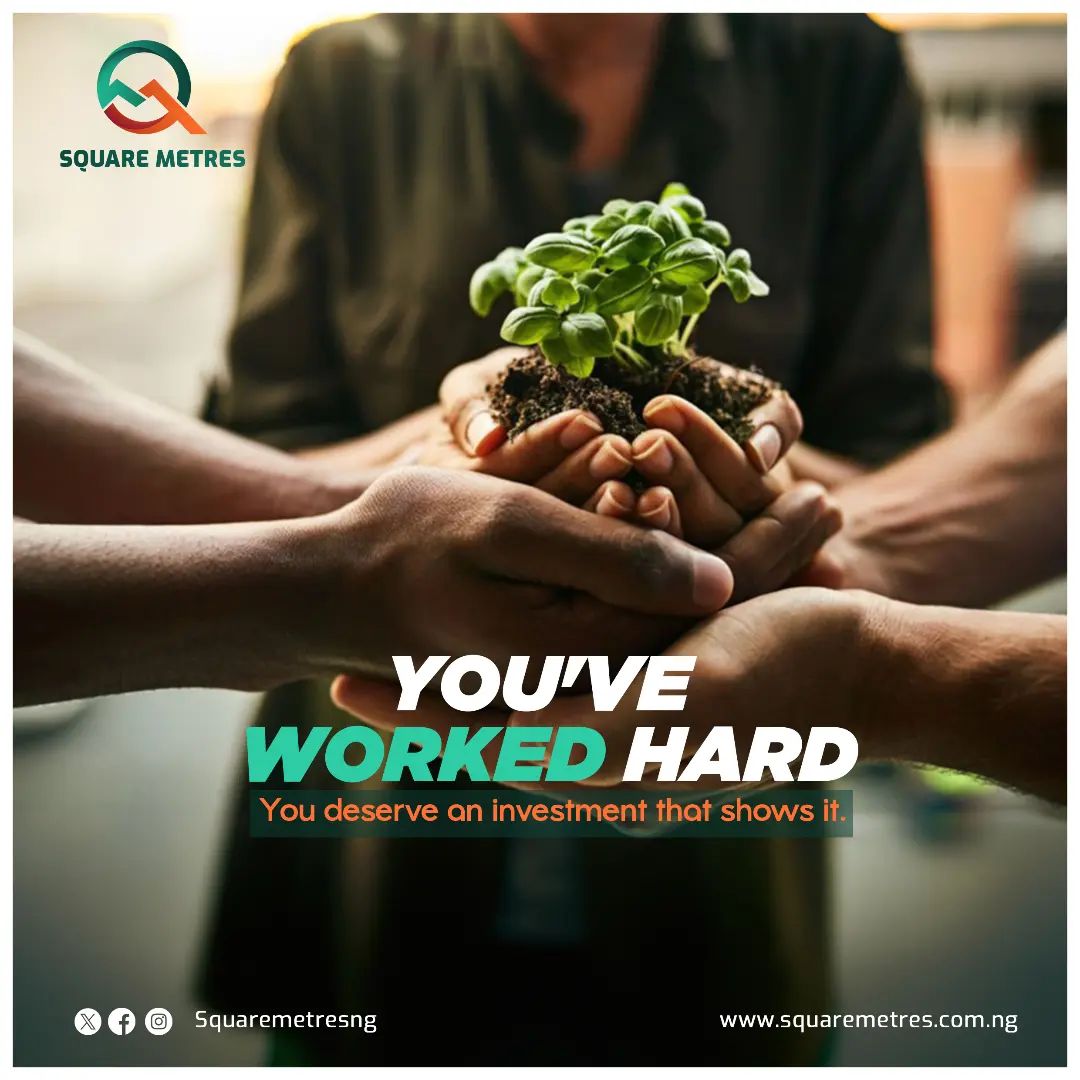 SQUARE METRES
YOU'VE
WORKED HARD
You deserve an investment that shows it.
Squaremetresng
www.squaremetres.com.ng